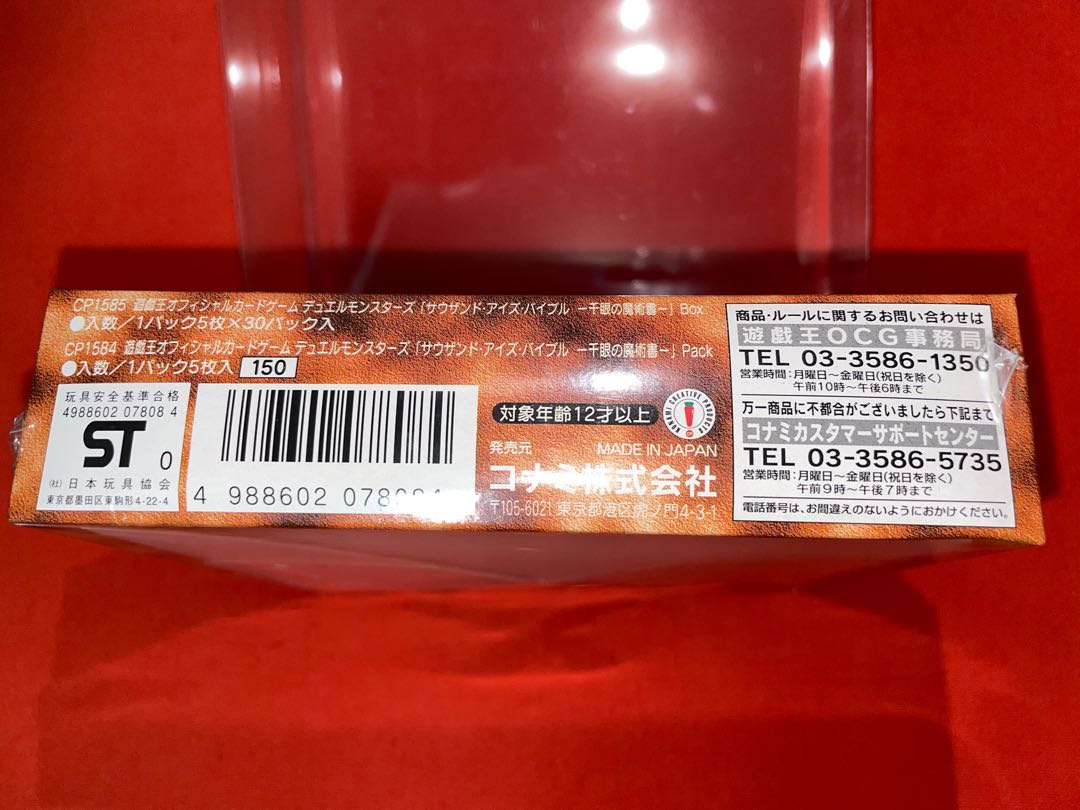 CP1585 遊戯王オフィシャルカードゲーム デュエルモンスターズ「サウザンド・アイズ・バイブル ー千眼の魔術書ー」Box
●入数/1パック5枚×30パック入
CP1584 遊戯王オフィシャルカードゲーム デュエルモンスターズ「サウザンド・アイズ・バイブル ー千眼の魔術書ー」Pack
●入数/1パック5枚入 150
玩具安全基準合格
4988602 07808 4
ST 0
(社)日本玩具協会
東京都墨田区東駒形4-22-4
4 988602 078084
対象年齢12才以上
KONAMI CREATIVE PRODUCTS
発売元 MADE IN JAPAN
コナミ株式会社
〒105-6021 東京都港区虎ノ門4-3-1
商品・ルールに関するお問い合わせは
遊戯王OCG事務局
TEL 03-3586-1350
営業時間:月曜日〜金曜日(祝日を除く)
午前10時〜午後6時まで
万一商品に不都合がございましたら下記まで
コナミカスタマーサポートセンター
TEL 03-3586-5735
営業時間:月曜日〜金曜日(祝日を除く)
午前9時〜午後7時まで
電話番号は、お間違えのないようにおかけください。